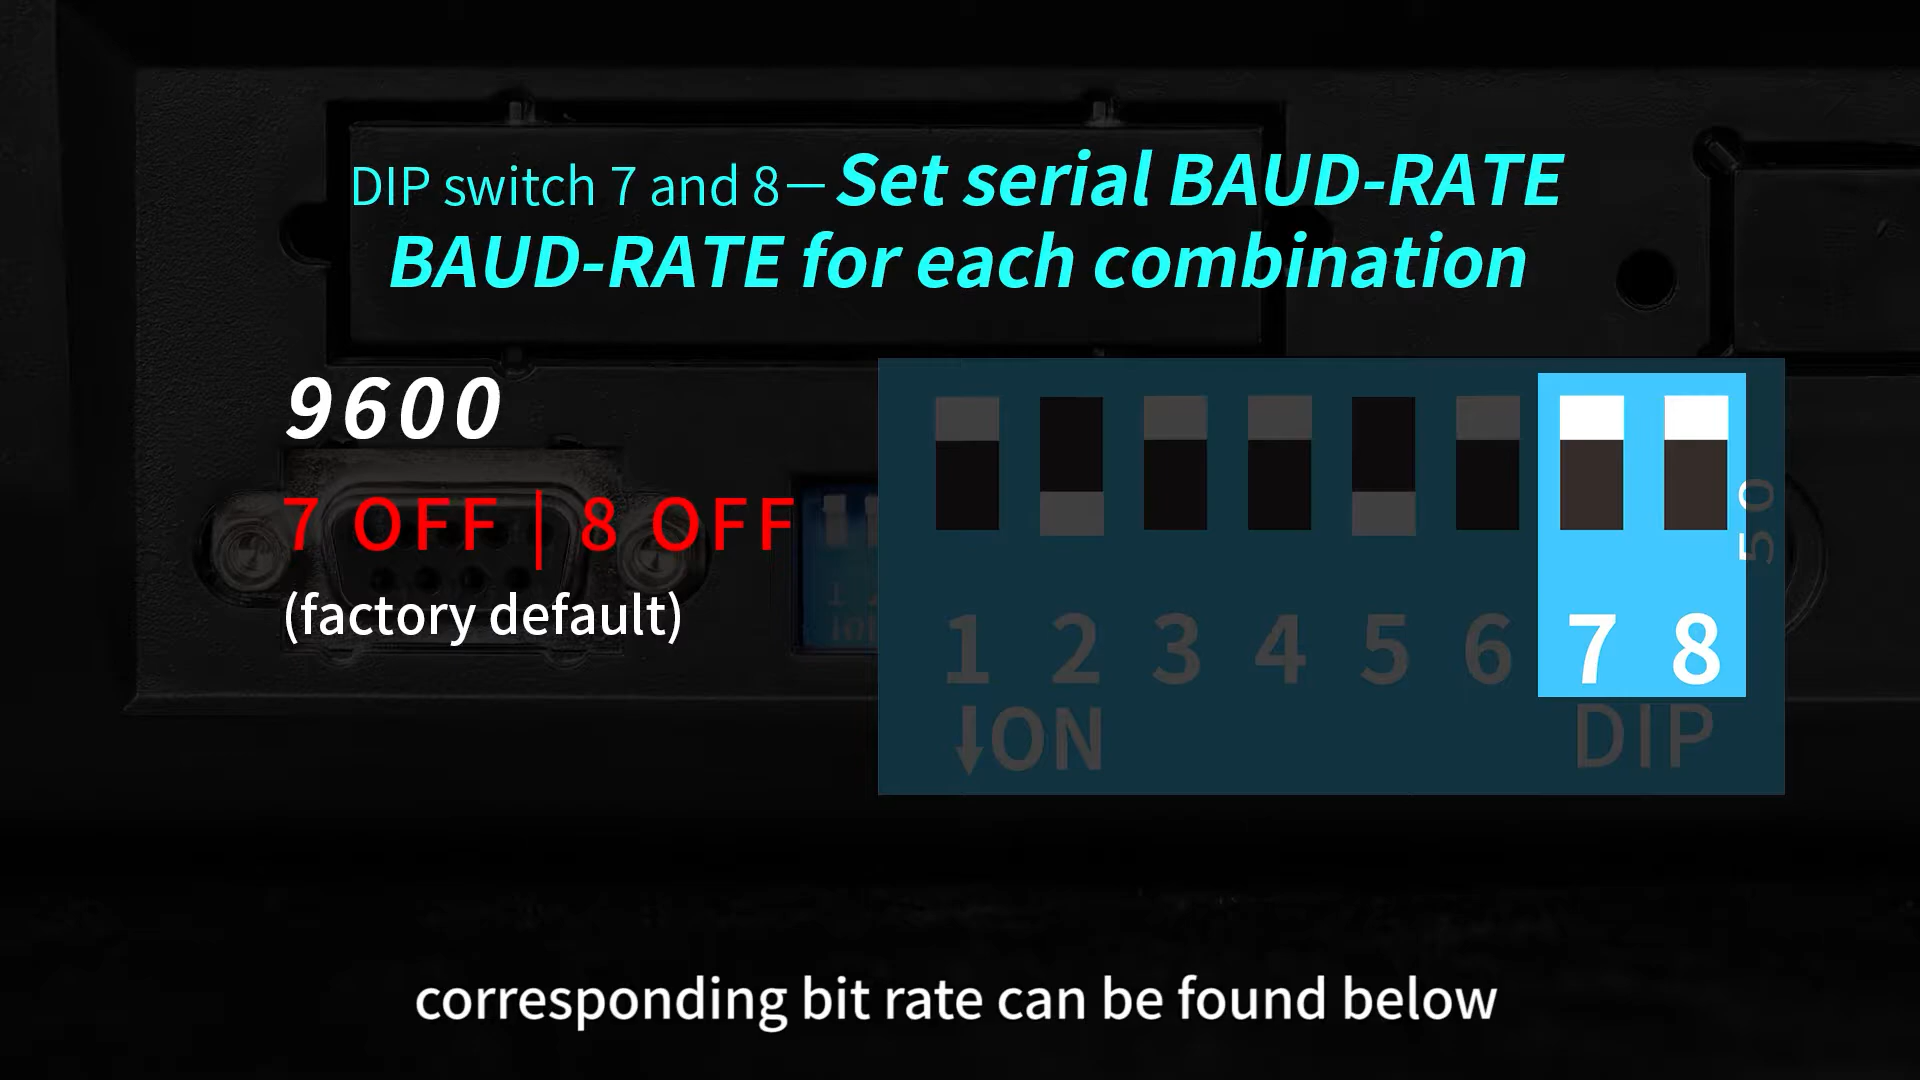 DIP switch 7 and 8—Set serial BAUD-RATE
BAUD-RATE for each combination
9600
7 OFF | 8 OFF
(factory default)
1 2 3 4 5 6 7 8
↓ON DIP
50
corresponding bit rate can be found below